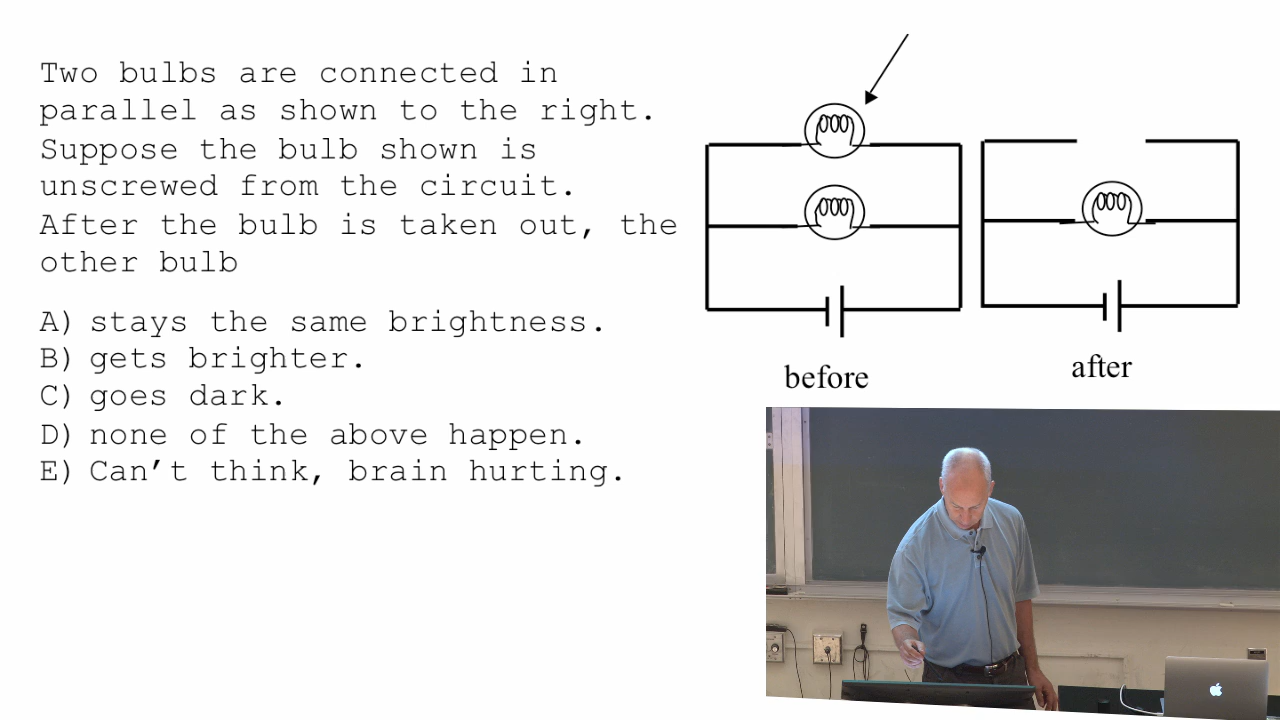 Two bulbs are connected in
parallel as shown to the right.
Suppose the bulb shown is
unscrewed from the circuit.
After the bulb is taken out, the
other bulb
A) stays the same brightness.
B) gets brighter.
C) goes dark.
D) none of the above happen.
E) Can’t think, brain hurting.
before
after